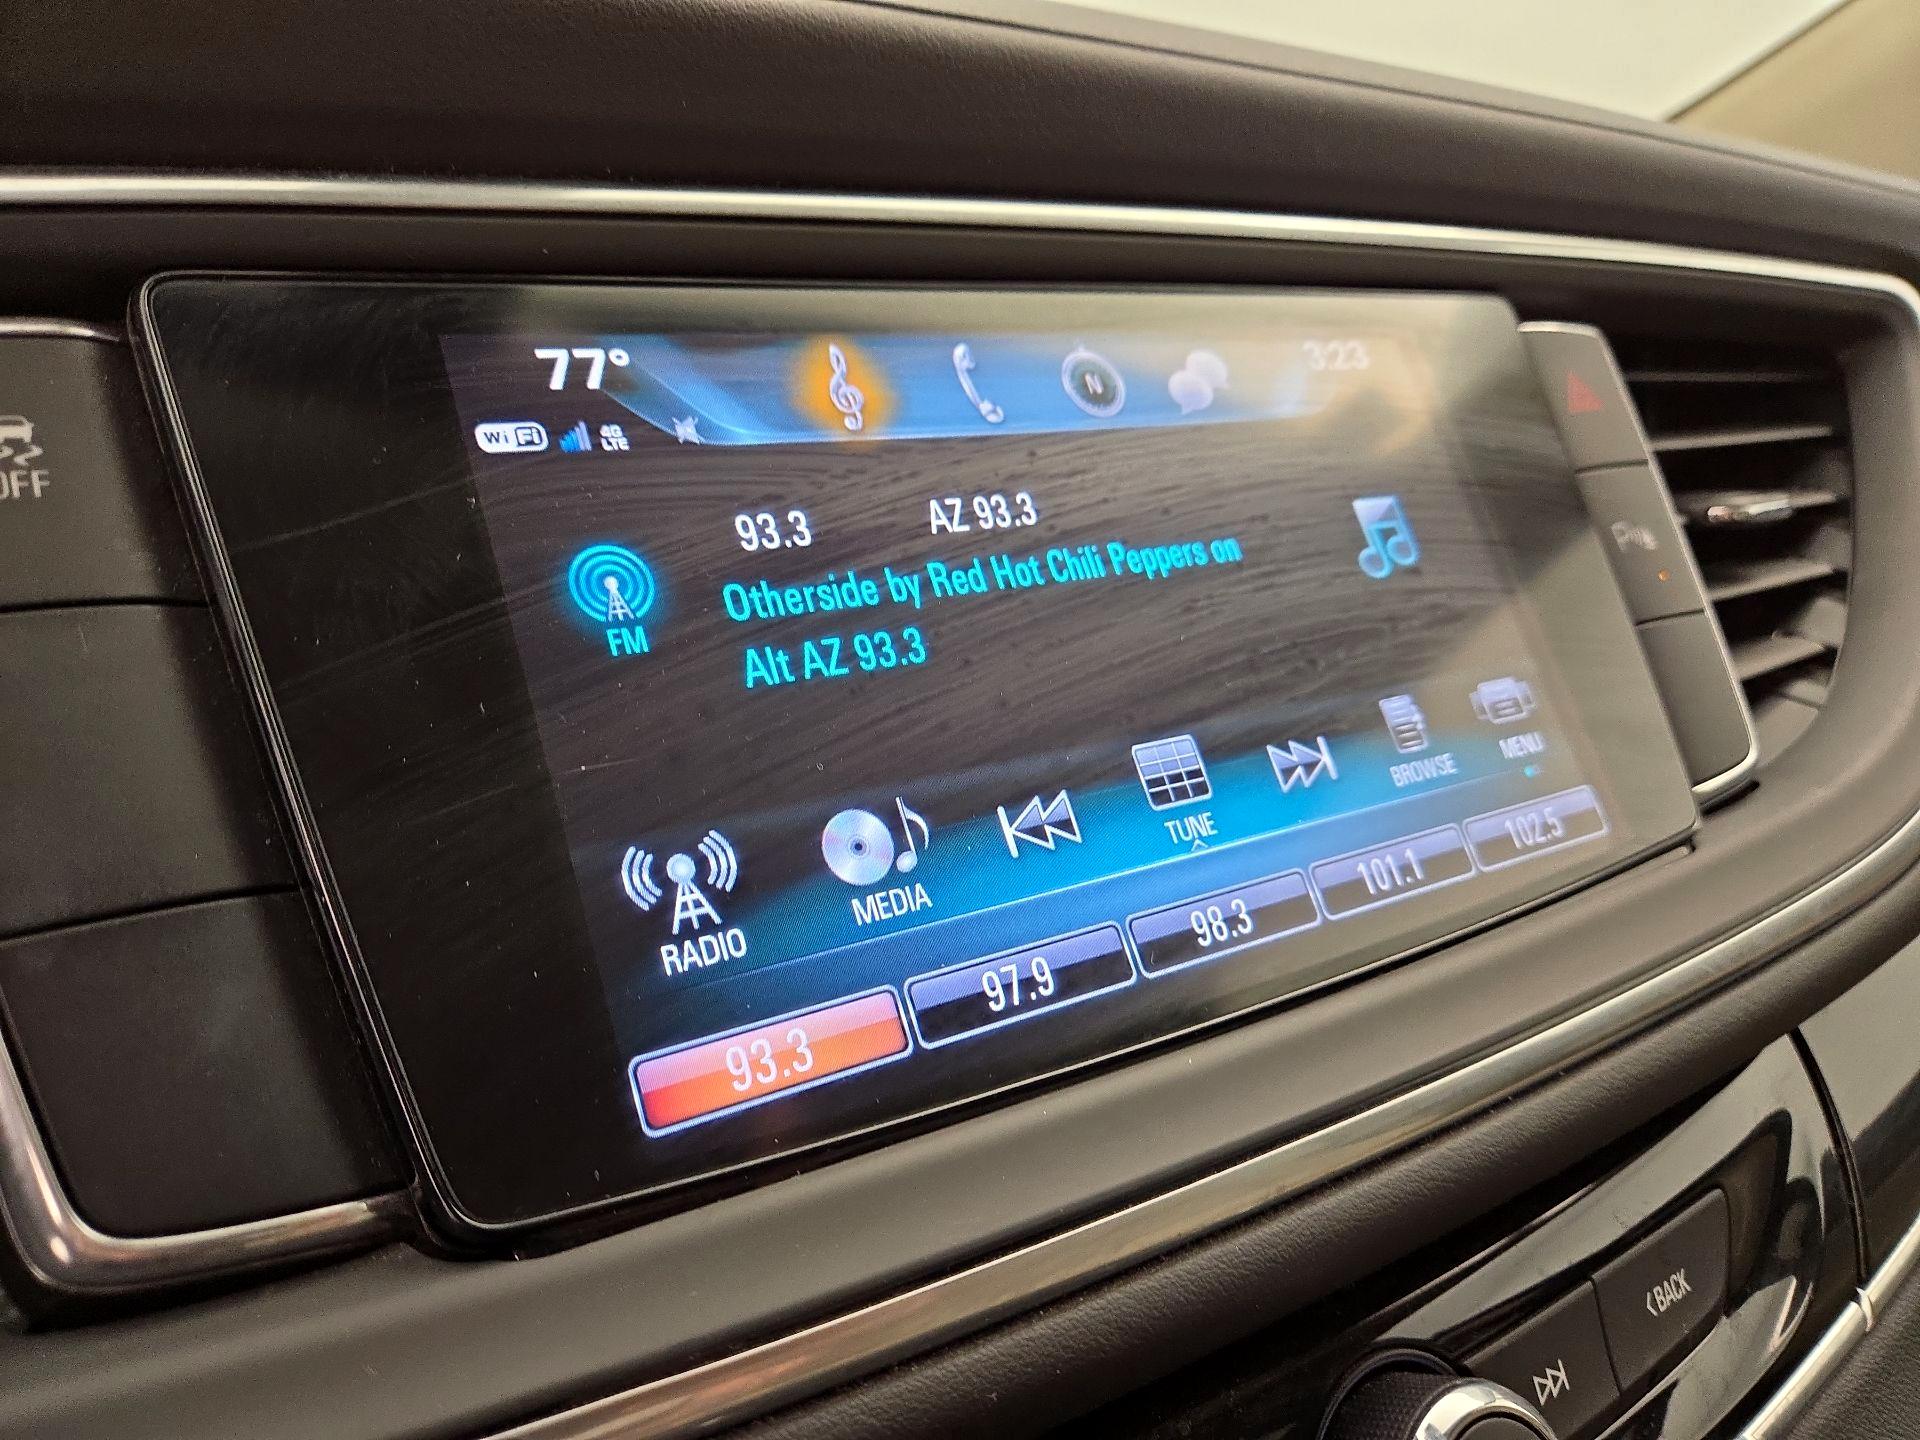 77°
N
3:23
WiFi
4G
LTE
OFF
93.3
AZ 93.3
FM
Otherside by Red Hot Chili Peppers on
Alt AZ 93.3
RADIO
MEDIA
TUNE
BROWSE
MENU
93.3
97.9
98.3
101.1
102.5
<BACK